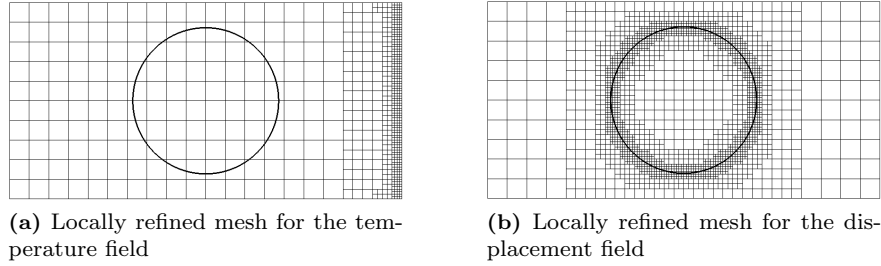 (a) Locally refined mesh for the tem-
perature field
(b) Locally refined mesh for the dis-
placement field